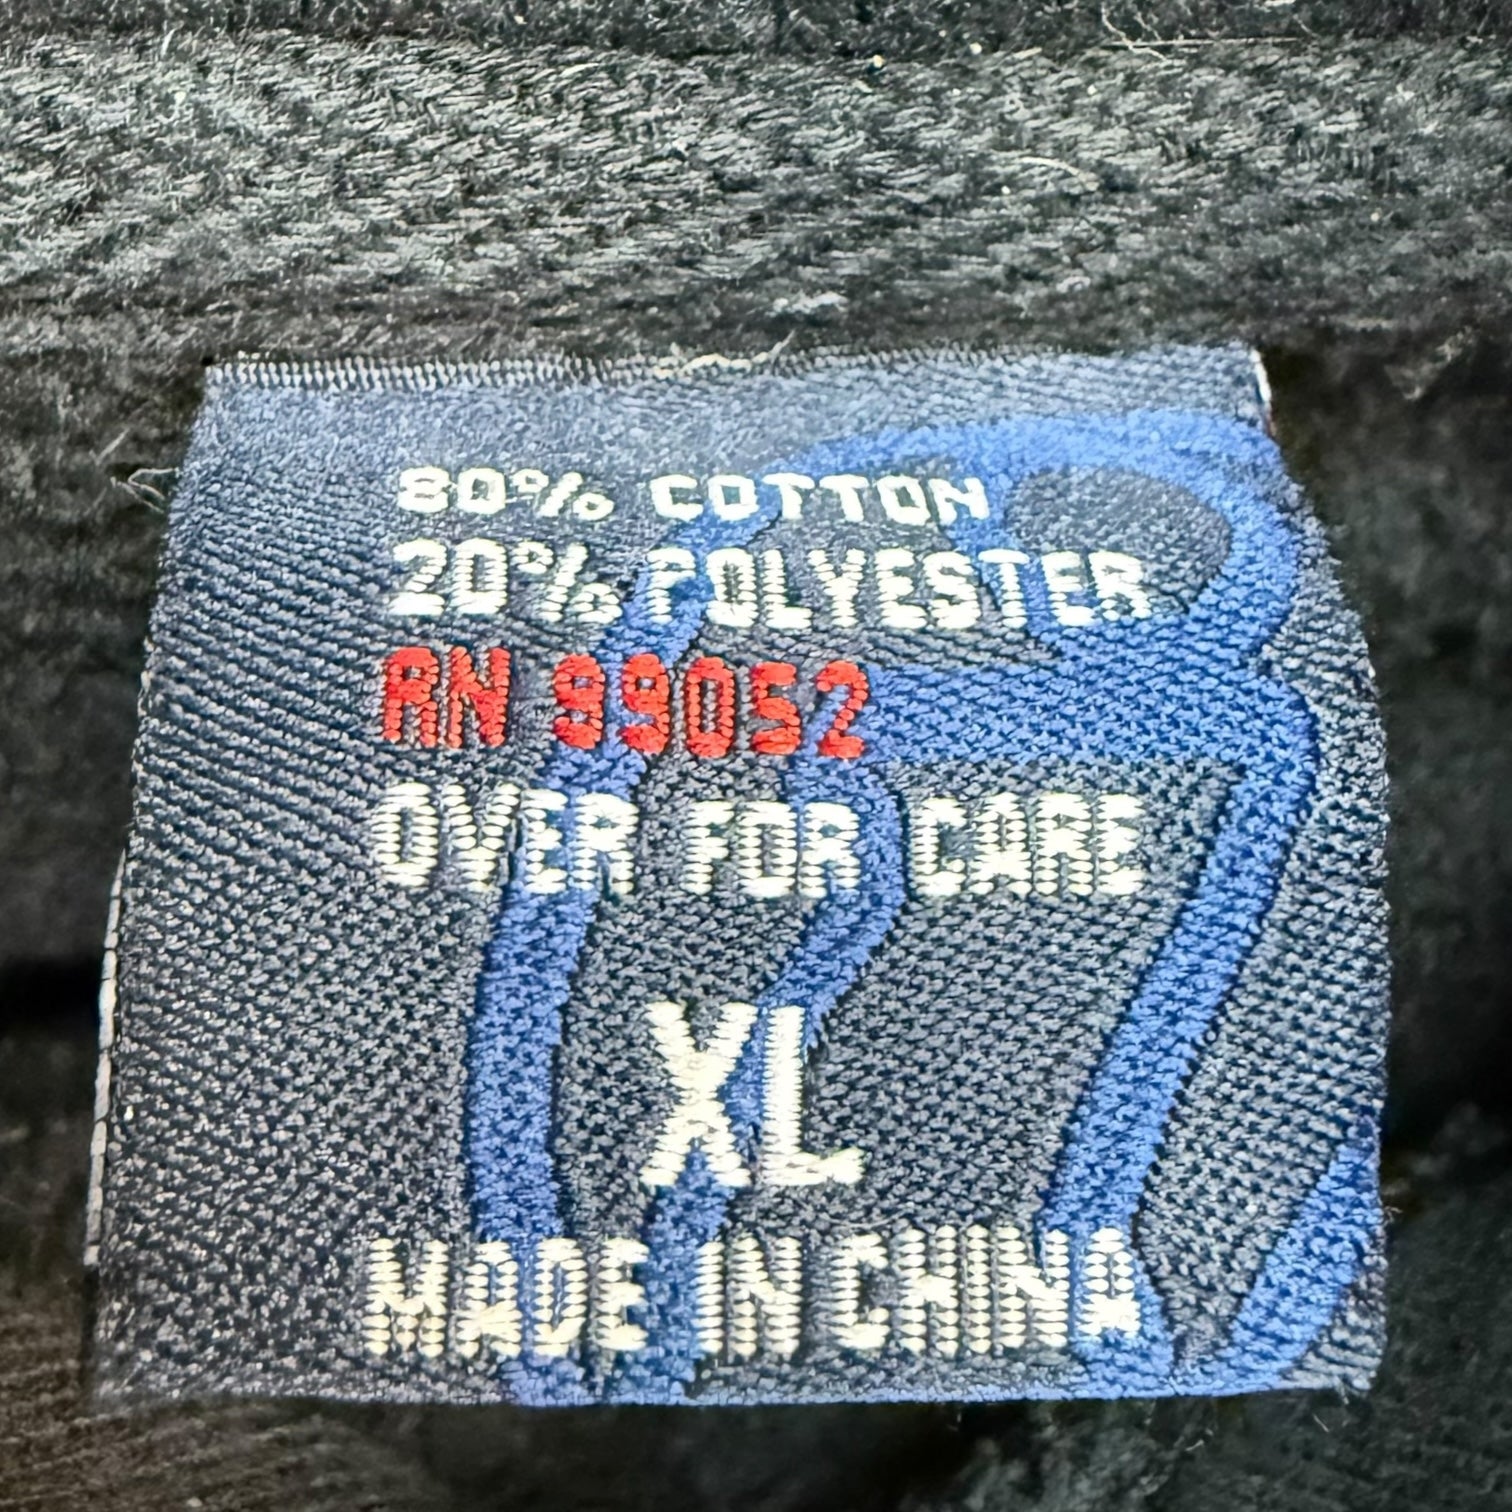 80% COTTON
20% POLYESTER
RN 99052
OVER FOR CARE
XL
MADE IN CHINA